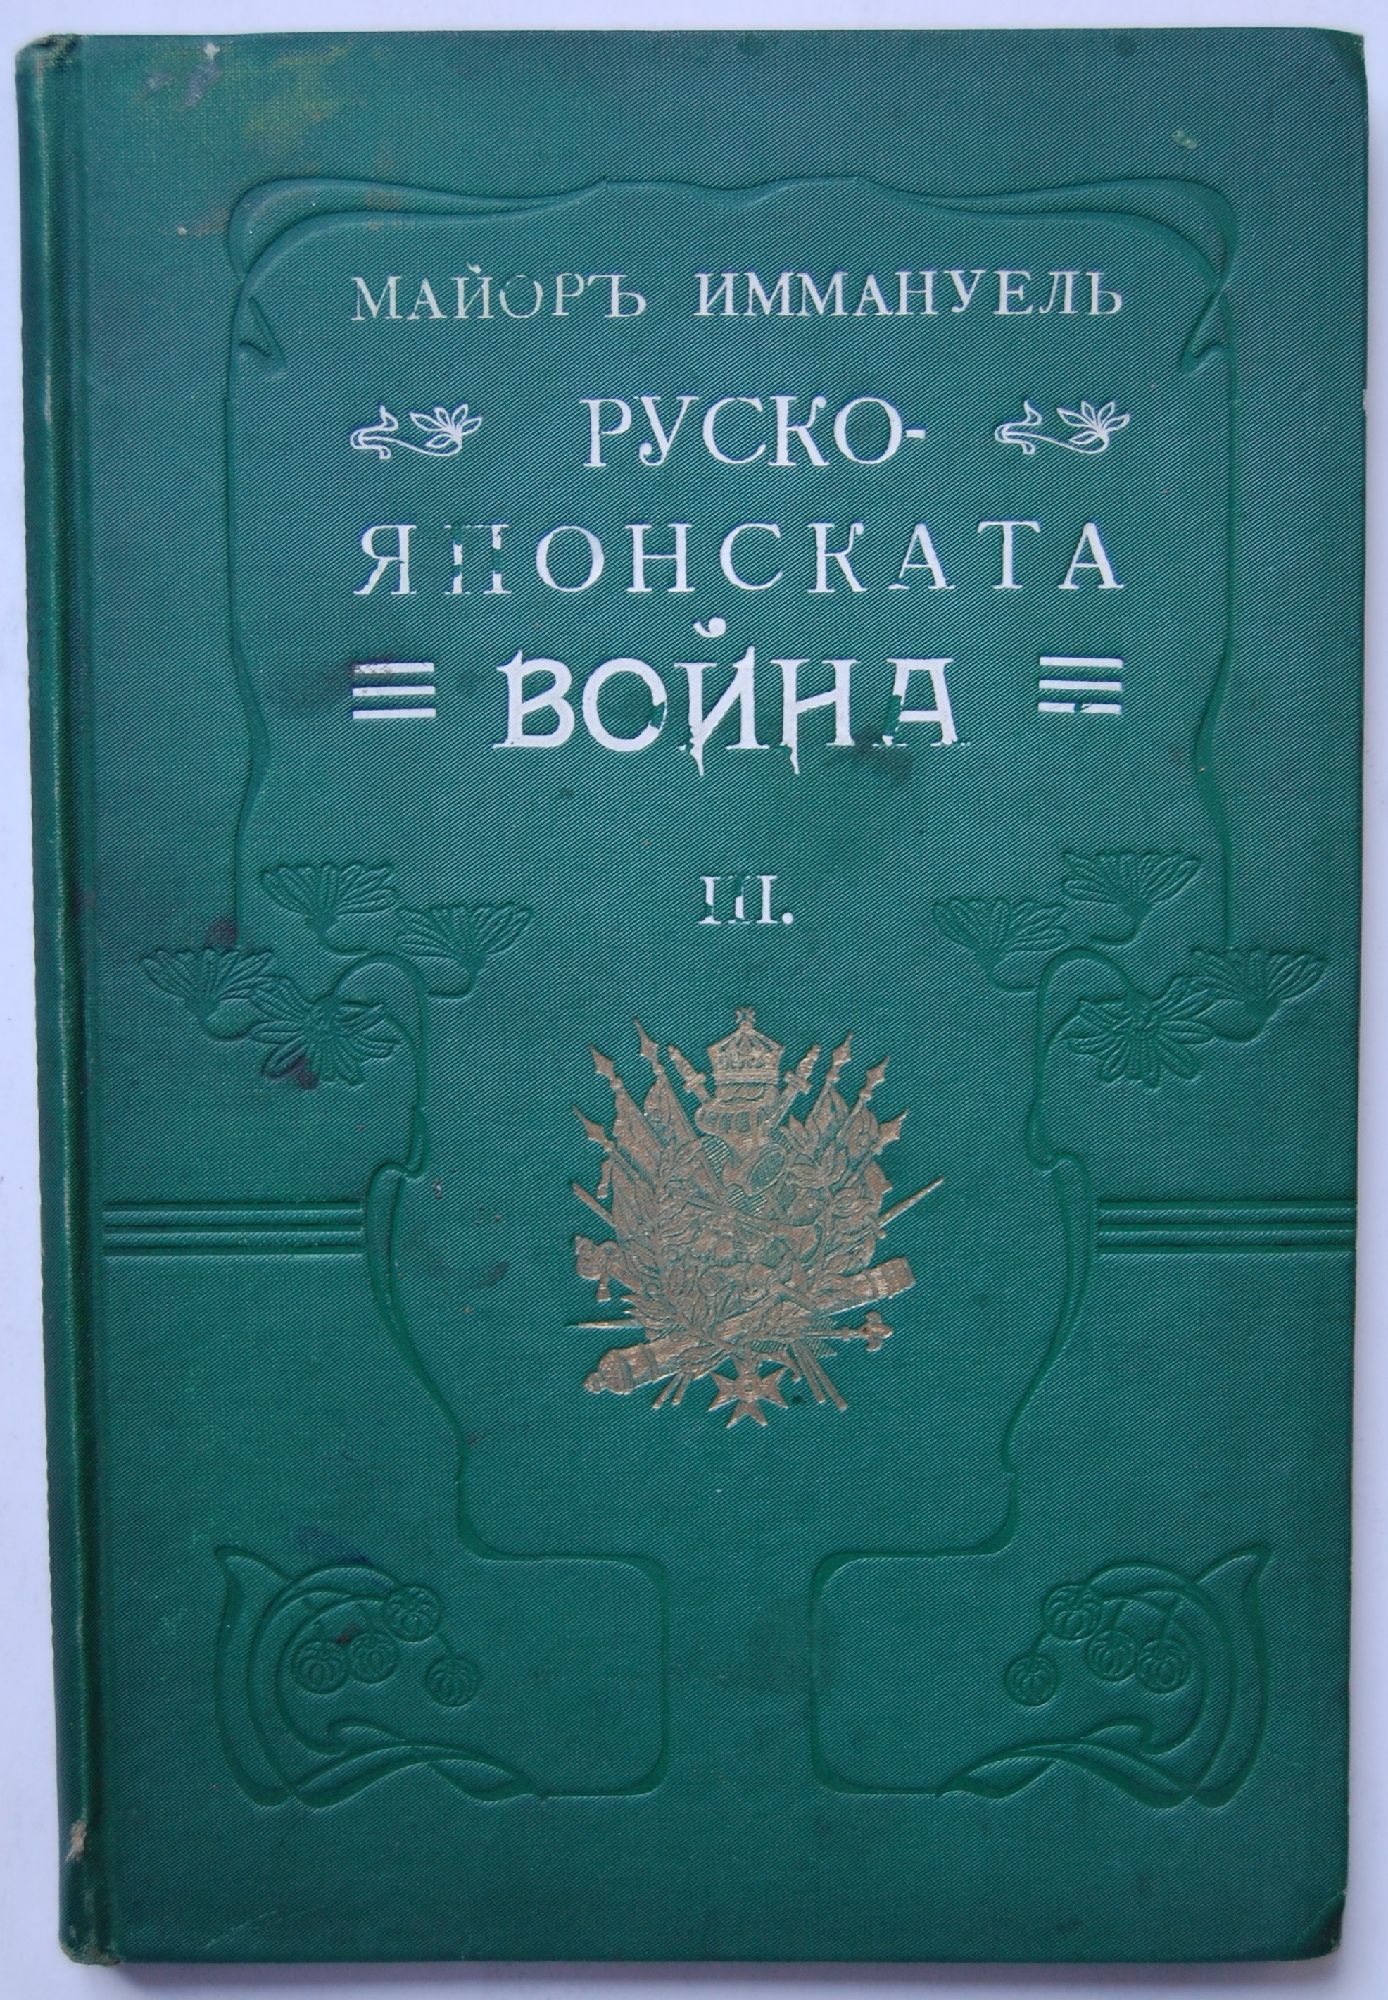 МАЙОРЪ ИММАНУЕЛЬ
РУСКО-
ЯПОНСКАТА
ВОЙНА
III.